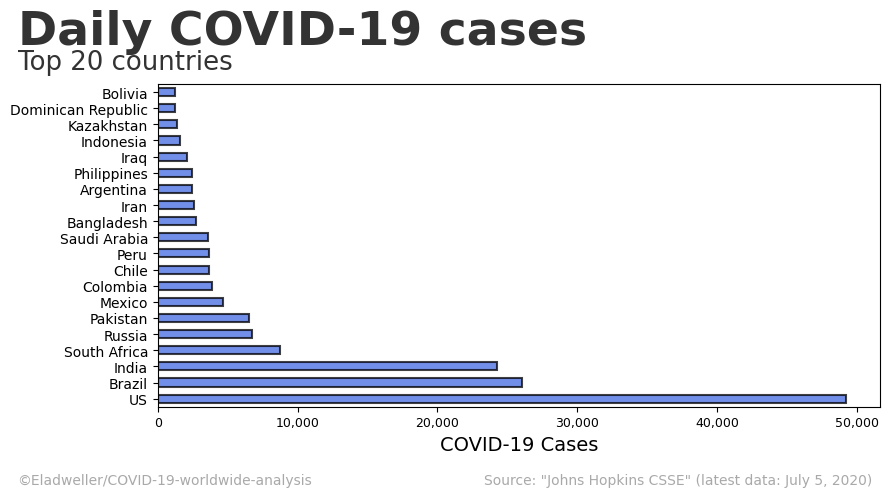 Daily COVID-19 cases
Top 20 countries
Bolivia
Dominican Republic
Kazakhstan
Indonesia
Iraq
Philippines
Argentina
Iran
Bangladesh
Saudi Arabia
Peru
Chile
Colombia
Mexico
Pakistan
Russia
South Africa
India
Brazil
US
0 10,000 20,000 30,000 40,000 50,000
COVID-19 Cases
©Eladweller/COVID-19-worldwide-analysis
Source: "Johns Hopkins CSSE" (latest data: July 5, 2020)